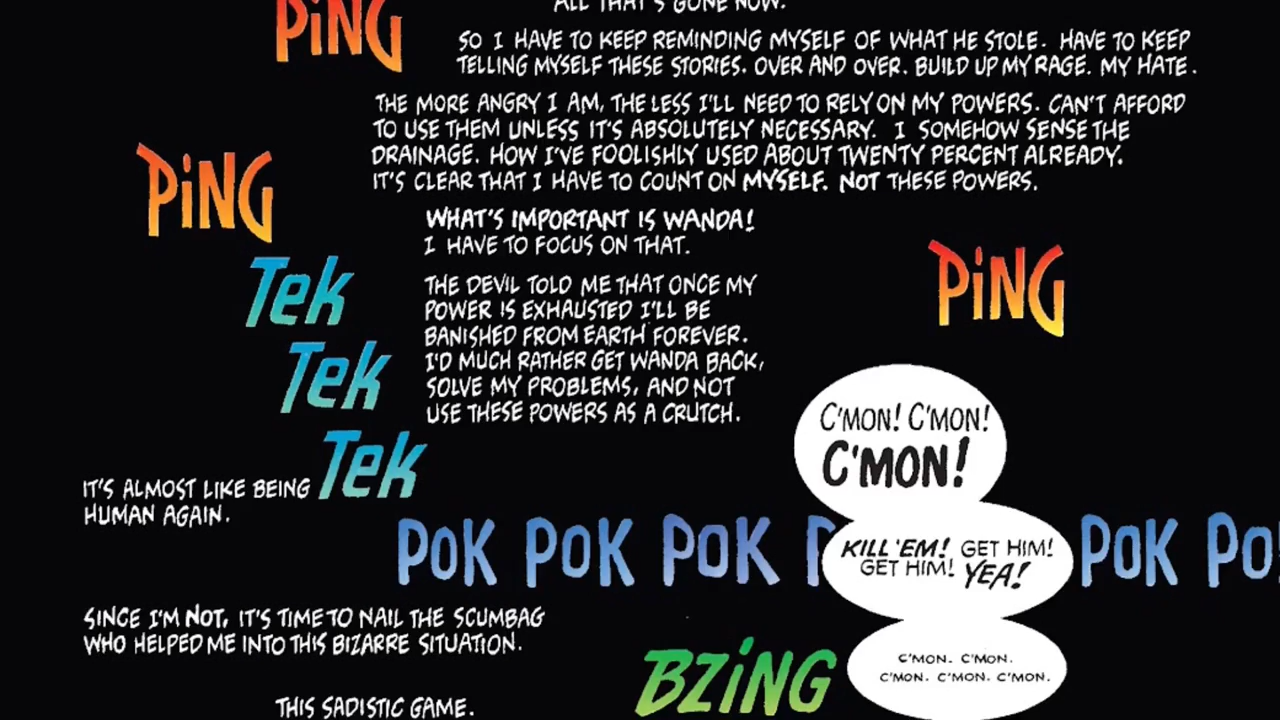 ALL THAT'S GONE NOW.
PiNG
SO I HAVE TO KEEP REMINDING MYSELF OF WHAT HE STOLE. HAVE TO KEEP
TELLING MYSELF THESE STORIES. OVER AND OVER. BUILD UP MY RAGE. MY HATE.
THE MORE ANGRY I AM, THE LESS I'LL NEED TO RELY ON MY POWERS. CAN'T AFFORD
TO USE THEM UNLESS IT'S ABSOLUTELY NECESSARY. I SOMEHOW SENSE THE
DRAINAGE. HOW I'VE FOOLISHLY USED ABOUT TWENTY PERCENT ALREADY.
IT'S CLEAR THAT I HAVE TO COUNT ON MYSELF. NOT THESE POWERS.
PiNG
WHAT'S IMPORTANT IS WANDA!
I HAVE TO FOCUS ON THAT.
PiNG
Tek
Tek
Tek
THE DEVIL TOLD ME THAT ONCE MY
POWER IS EXHAUSTED I'LL BE
BANISHED FROM EARTH FOREVER.
I'D MUCH RATHER GET WANDA BACK,
SOLVE MY PROBLEMS, AND NOT
USE THESE POWERS AS A CRUTCH.
C'MON! C'MON!
C'MON!
IT'S ALMOST LIKE BEING
HUMAN AGAIN.
POK POK POK P POK PO
KILL 'EM! GET HIM!
GET HIM! YEA!
SINCE I'M NOT, IT'S TIME TO NAIL THE SCUMBAG
WHO HELPED ME INTO THIS BIZARRE SITUATION.
BZiNG
C'MON. C'MON.
C'MON. C'MON. C'MON.
THIS SADISTIC GAME.